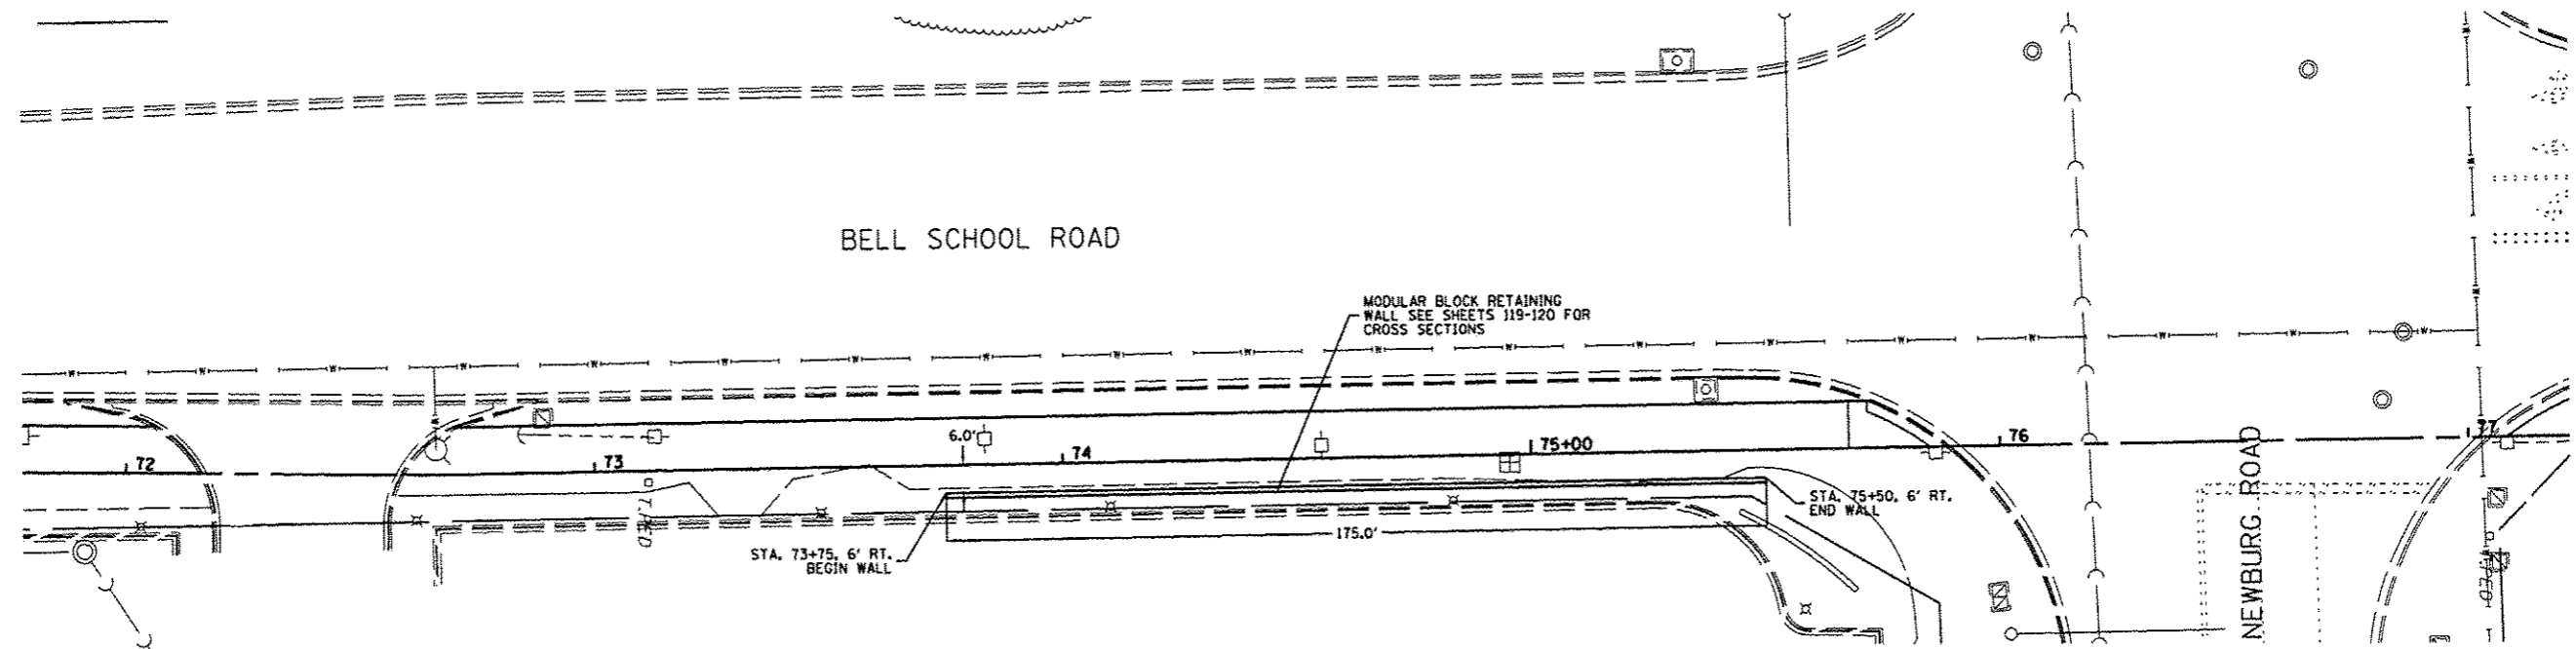 BELL SCHOOL ROAD
MODULAR BLOCK RETAINING
WALL SEE SHEETS 119-120 FOR
CROSS SECTIONS
W W W W W W W W W W W W W W W W W W W
72
73
6.0'
74
75+00
76
77
T.PED
STA. 75+50, 6' RT.
END WALL
175.0'
STA. 73+75, 6' RT.
BEGIN WALL
NEWBURG ROAD